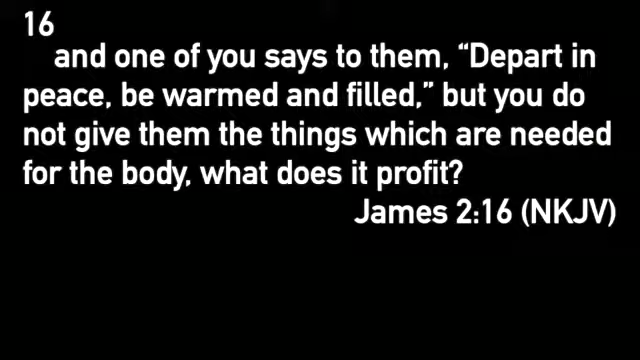 16
and one of you says to them, “Depart in
peace, be warmed and filled,” but you do
not give them the things which are needed
for the body, what does it profit?
James 2:16 (NKJV)